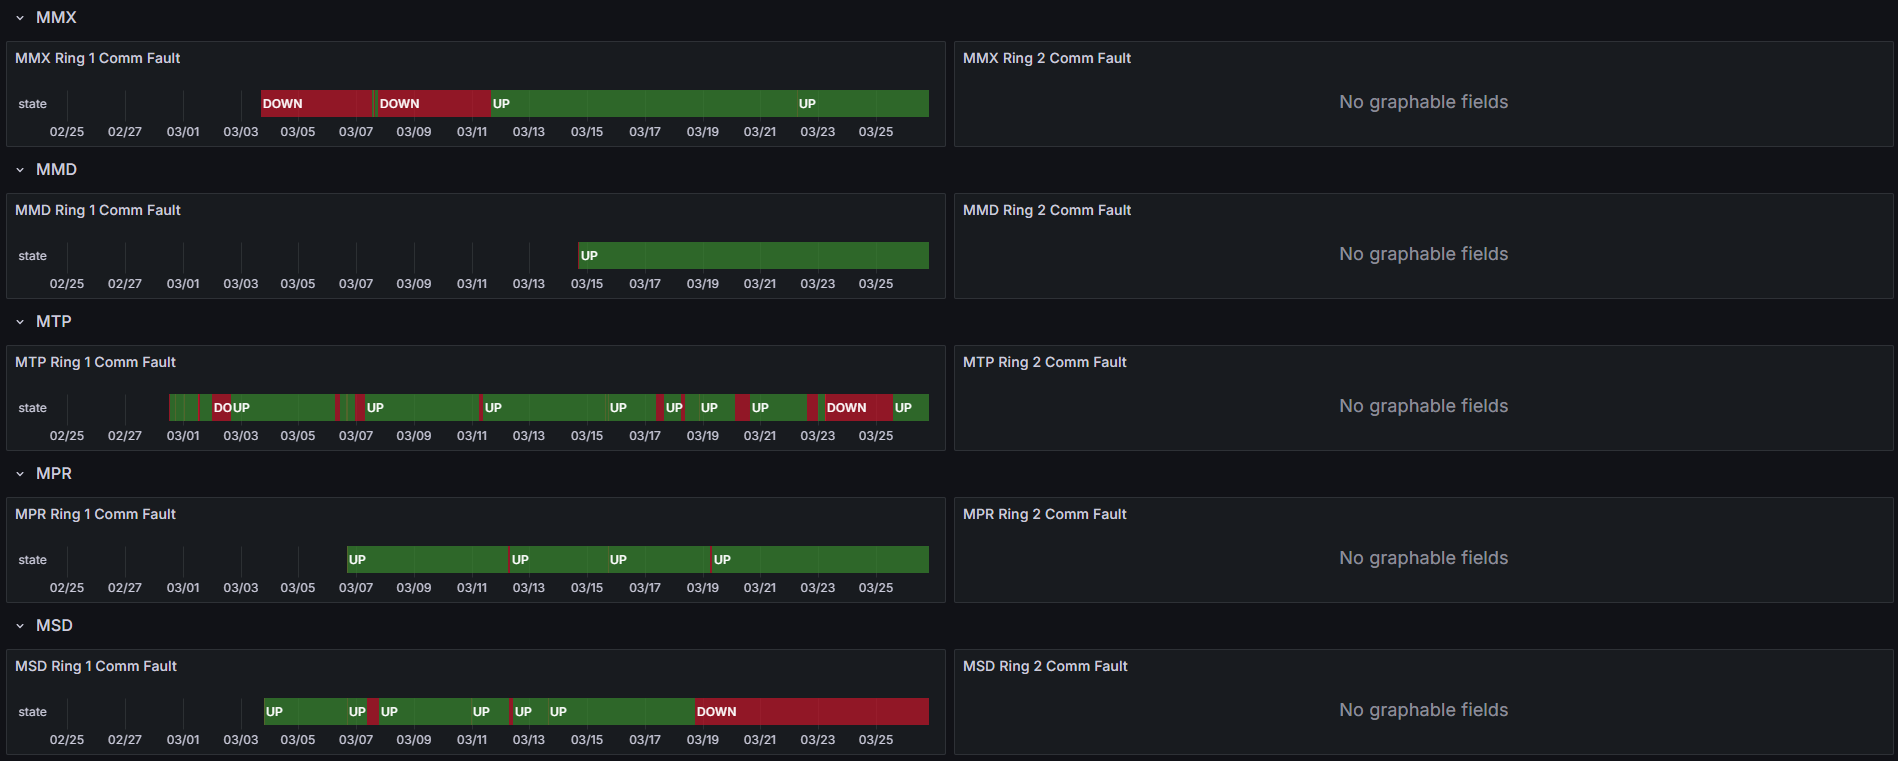 MMX
MMX Ring 1 Comm Fault
MMX Ring 2 Comm Fault
state DOWN DOWN UP UP
No graphable fields
02/25 02/27 03/01 03/03 03/05 03/07 03/09 03/11 03/13 03/15 03/17 03/19 03/21 03/23 03/25
MMD
MMD Ring 1 Comm Fault
MMD Ring 2 Comm Fault
state UP
No graphable fields
02/25 02/27 03/01 03/03 03/05 03/07 03/09 03/11 03/13 03/15 03/17 03/19 03/21 03/23 03/25
MTP
MTP Ring 1 Comm Fault
MTP Ring 2 Comm Fault
state DO UP UP UP UP UP UP UP DOWN UP
No graphable fields
02/25 02/27 03/01 03/03 03/05 03/07 03/09 03/11 03/13 03/15 03/17 03/19 03/21 03/23 03/25
MPR
MPR Ring 1 Comm Fault
MPR Ring 2 Comm Fault
state UP UP UP UP
No graphable fields
02/25 02/27 03/01 03/03 03/05 03/07 03/09 03/11 03/13 03/15 03/17 03/19 03/21 03/23 03/25
MSD
MSD Ring 1 Comm Fault
MSD Ring 2 Comm Fault
state UP UP UP UP UP UP DOWN
No graphable fields
02/25 02/27 03/01 03/03 03/05 03/07 03/09 03/11 03/13 03/15 03/17 03/19 03/21 03/23 03/25